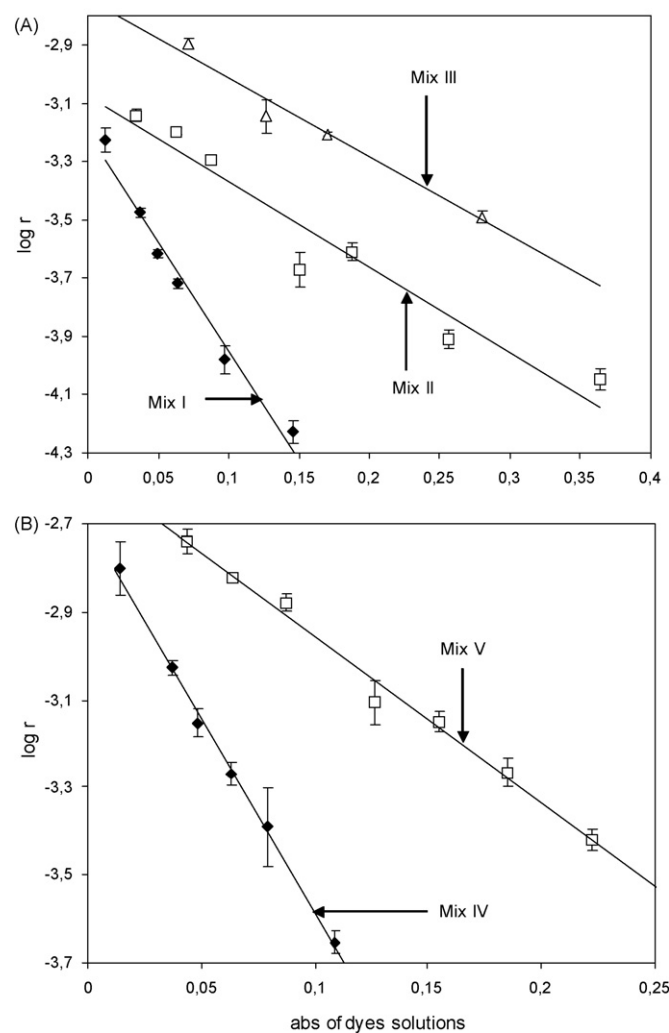 (A)
-2,9
-3,1
-3,3
-3,5
-3,7
-3,9
-4,1
-4,3
log r
Mix III
Mix II
Mix I
0 0,05 0,1 0,15 0,2 0,25 0,3 0,35 0,4
(B)
-2,7
-2,9
-3,1
-3,3
-3,5
-3,7
log r
Mix V
Mix IV
0 0,05 0,1 0,15 0,2 0,25
abs of dyes solutions